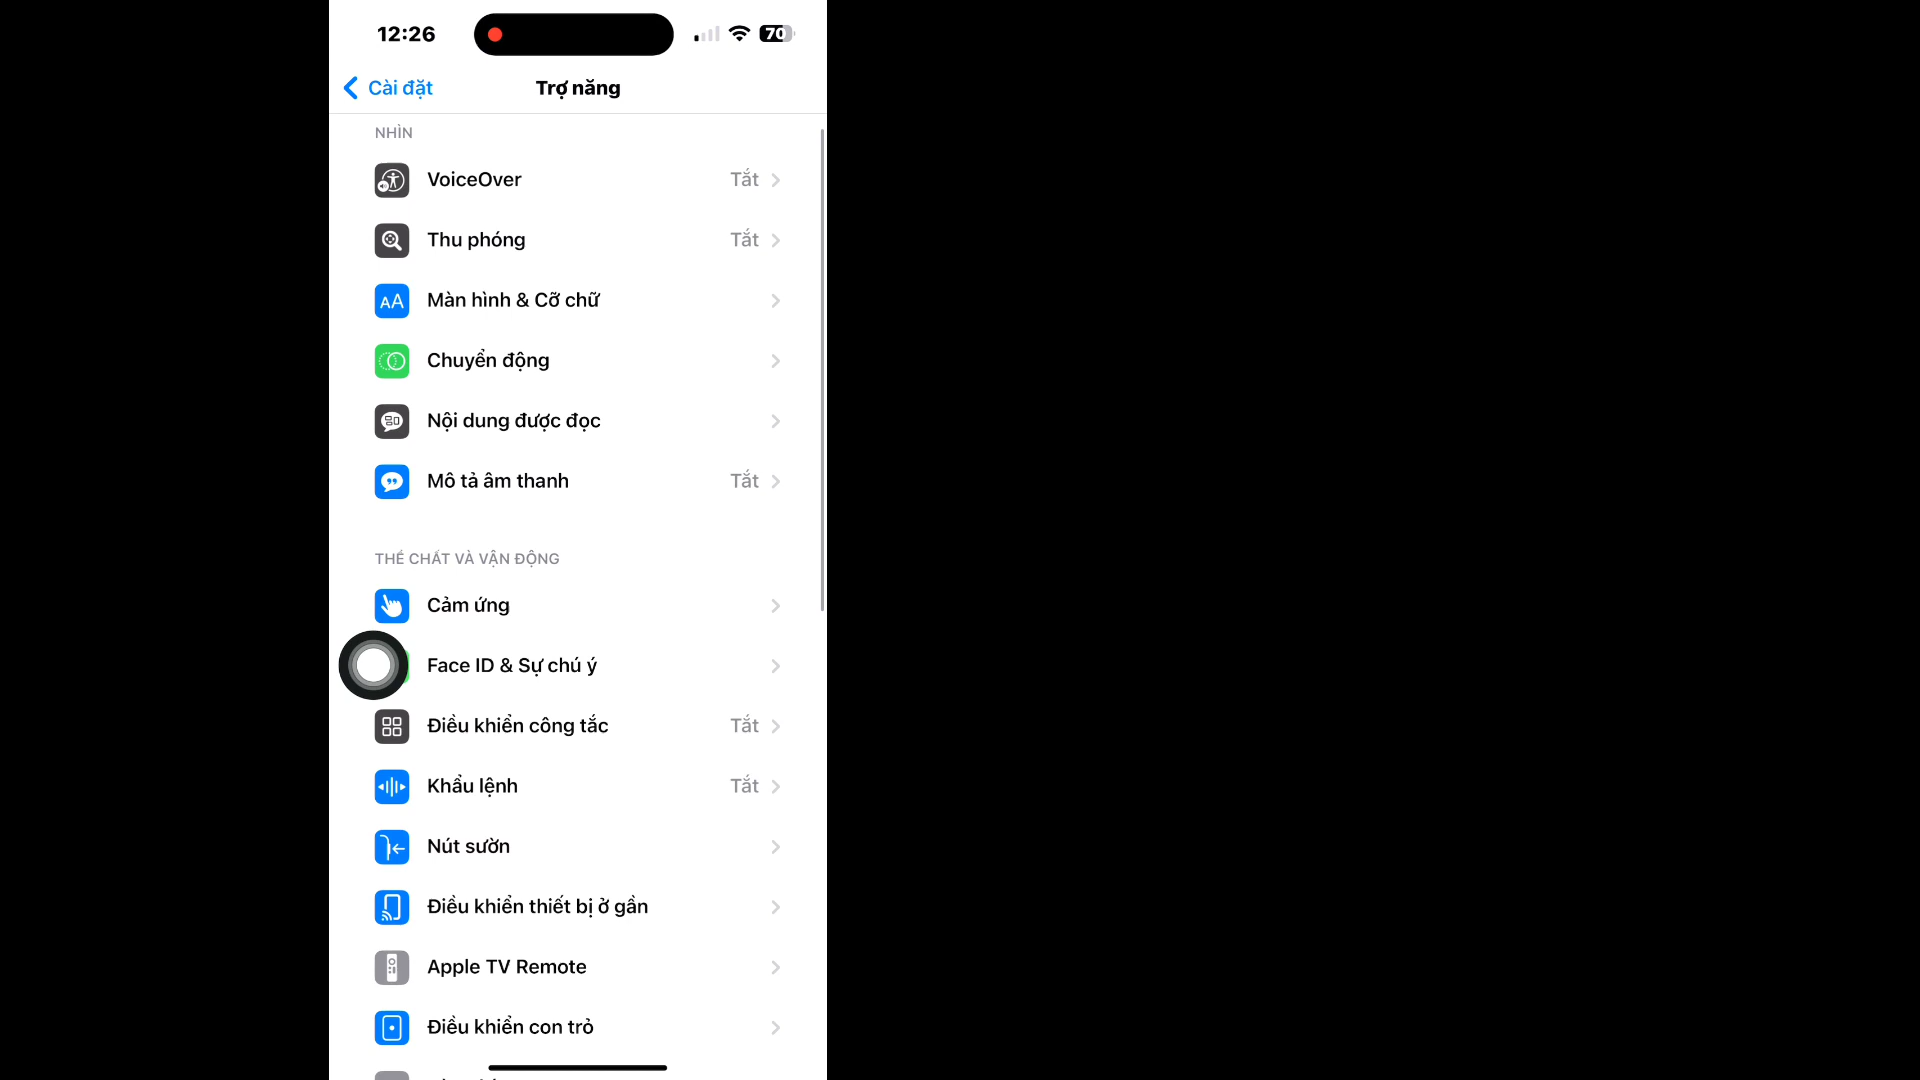 12:26
70
Cài đặt
Trợ năng
NHÌN
VoiceOver Tắt
Thu phóng Tắt
AA Màn hình & Cỡ chữ
Chuyển động
Nội dung được đọc
Mô tả âm thanh Tắt
THỂ CHẤT VÀ VẬN ĐỘNG
Cảm ứng
Face ID & Sự chú ý
Điều khiển công tắc Tắt
Khẩu lệnh Tắt
Nút sườn
Điều khiển thiết bị ở gần
Apple TV Remote
Điều khiển con trỏ